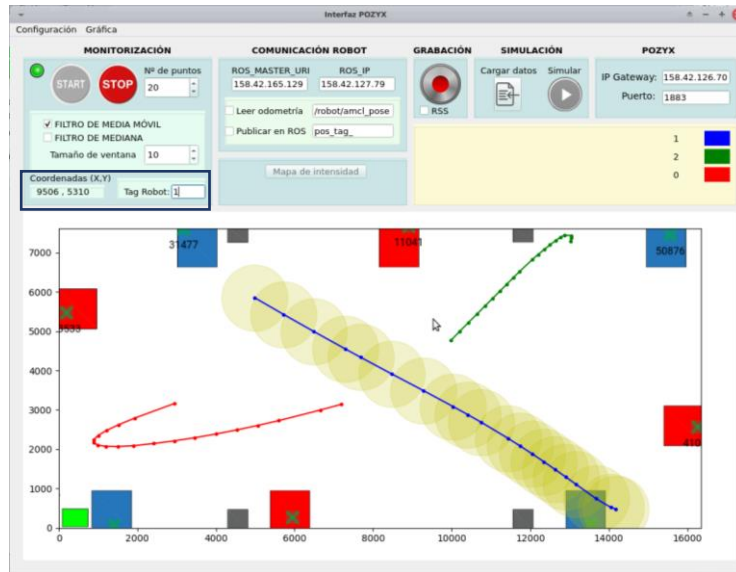 Interfaz POZYX
Configuración Gráfica
MONITORIZACIÓN COMUNICACIÓN ROBOT GRABACIÓN SIMULACIÓN POZYX
START STOP Nº de puntos
20
FILTRO DE MEDIA MÓVIL
FILTRO DE MEDIANA
Tamaño de ventana 10
Coordenadas (X,Y)
9506 , 5310 Tag Robot: 1
ROS_MASTER_URI ROS_IP
158.42.165.129 158.42.127.79
Leer odometría /robot/amcl_pose
Publicar en ROS pos_tag_
Mapa de intensidad
RSS
Cargar datos Simular
IP Gateway: 158.42.126.70
Puerto: 1883
1
2
0
31477
11041
50876
3533
410
7000
6000
5000
4000
3000
2000
1000
0
0 2000 4000 6000 8000 10000 12000 14000 16000